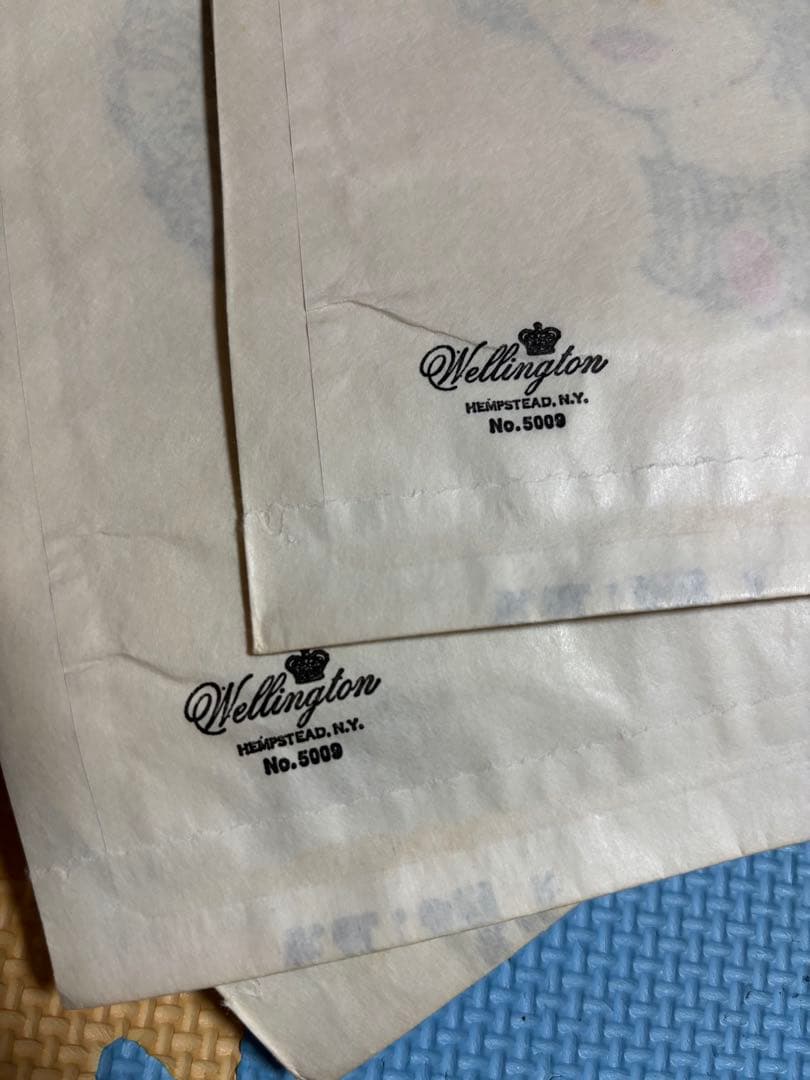 Wellington
HEMPSTEAD, N.Y.
No.5009
Wellington
HEMPSTEAD, N.Y.
No.5009